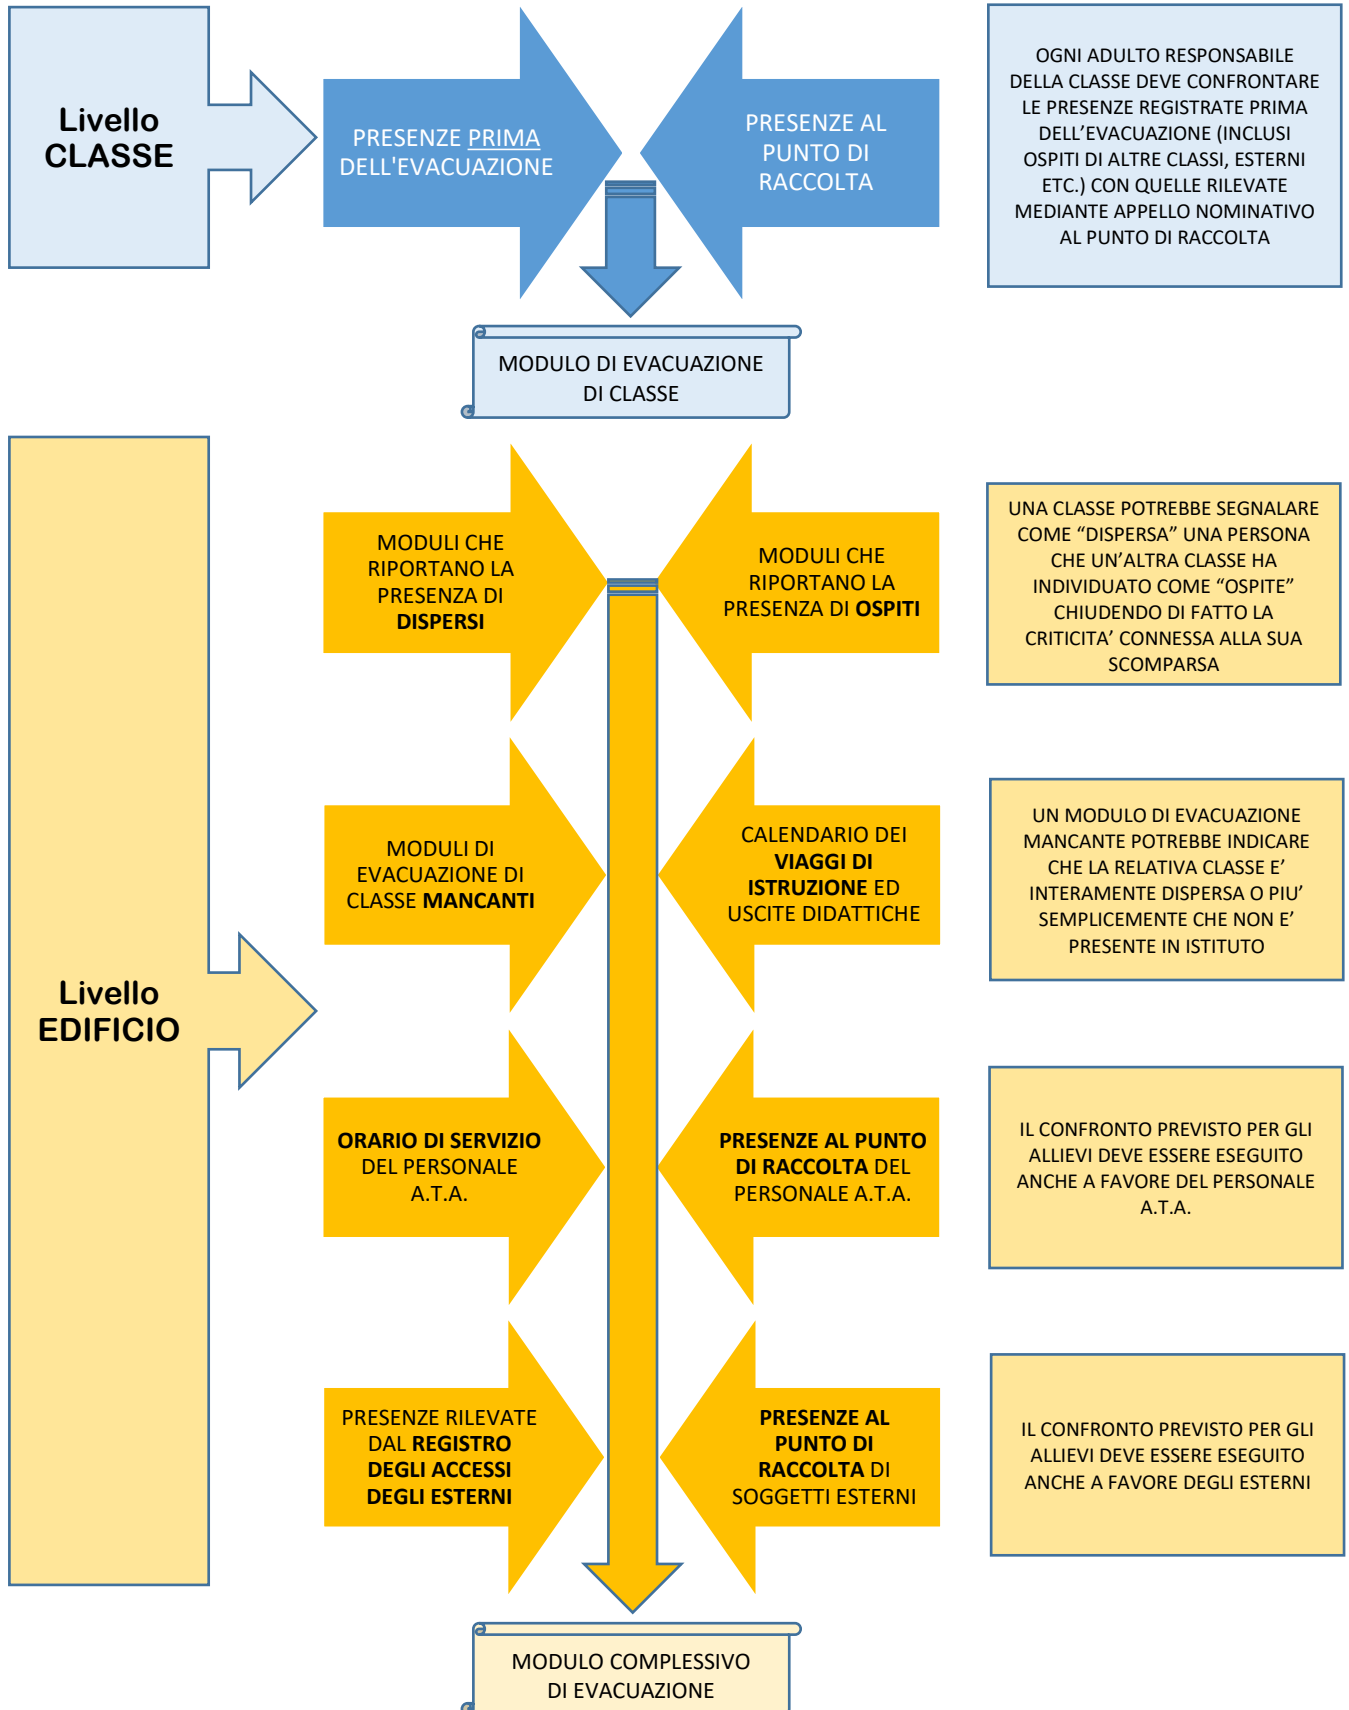 Livello
CLASSE
PRESENZE PRIMA
DELL'EVACUAZIONE
PRESENZE AL
PUNTO DI
RACCOLTA
OGNI ADULTO RESPONSABILE
DELLA CLASSE DEVE CONFRONTARE
LE PRESENZE REGISTRATE PRIMA
DELL’EVACUAZIONE (INCLUSI
OSPITI DI ALTRE CLASSI, ESTERNI
ETC.) CON QUELLE RILEVATE
MEDIANTE APPELLO NOMINATIVO
AL PUNTO DI RACCOLTA
MODULO DI EVACUAZIONE
DI CLASSE
Livello
EDIFICIO
MODULI CHE
RIPORTANO LA
PRESENZA DI
DISPERSI
MODULI CHE
RIPORTANO LA
PRESENZA DI OSPITI
UNA CLASSE POTREBBE SEGNALARE
COME “DISPERSA” UNA PERSONA
CHE UN’ALTRA CLASSE HA
INDIVIDUATO COME “OSPITE”
CHIUDENDO DI FATTO LA
CRITICITA’ CONNESSA ALLA SUA
SCOMPARSA
MODULI DI
EVACUAZIONE DI
CLASSE MANCANTI
CALENDARIO DEI
VIAGGI DI
ISTRUZIONE ED
USCITE DIDATTICHE
UN MODULO DI EVACUAZIONE
MANCANTE POTREBBE INDICARE
CHE LA RELATIVA CLASSE E’
INTERAMENTE DISPERSA O PIU’
SEMPLICEMENTE CHE NON E’
PRESENTE IN ISTITUTO
ORARIO DI SERVIZIO
DEL PERSONALE
A.T.A.
PRESENZE AL PUNTO
DI RACCOLTA DEL
PERSONALE A.T.A.
IL CONFRONTO PREVISTO PER GLI
ALLIEVI DEVE ESSERE ESEGUITO
ANCHE A FAVORE DEL PERSONALE
A.T.A.
PRESENZE RILEVATE
DAL REGISTRO
DEGLI ACCESSI
DEGLI ESTERNI
PRESENZE AL
PUNTO DI
RACCOLTA DI
SOGGETTI ESTERNI
IL CONFRONTO PREVISTO PER GLI
ALLIEVI DEVE ESSERE ESEGUITO
ANCHE A FAVORE DEGLI ESTERNI
MODULO COMPLESSIVO
DI EVACUAZIONE